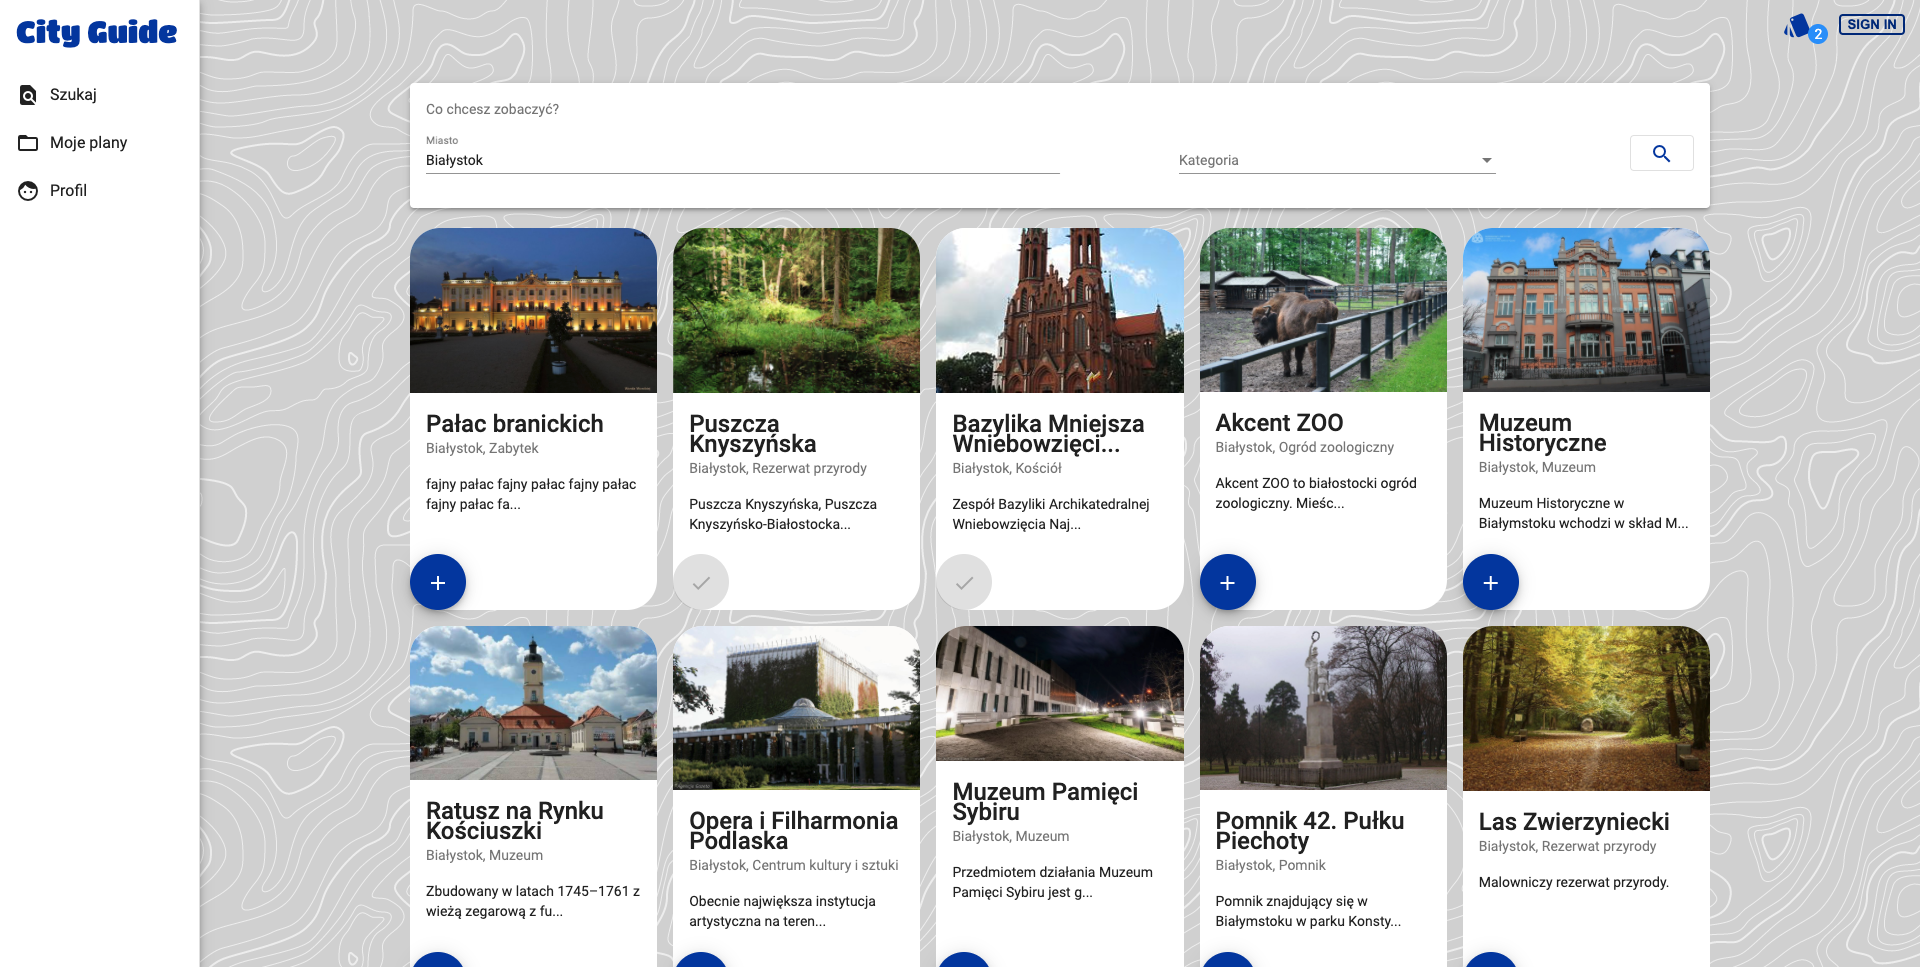 City Guide
2
SIGN IN
Szukaj
Moje plany
Profil
Co chcesz zobaczyć?
Miasto
Białystok
Kategoria
Pałac branickich
Białystok, Zabytek
fajny pałac fajny pałac fajny pałac
fajny pałac fa...
Puszcza
Knyszyńska
Białystok, Rezerwat przyrody
Puszcza Knyszyńska, Puszcza
Knyszyńsko-Białostocka...
Bazylika Mniejsza
Wniebowzięci...
Białystok, Kościół
Zespół Bazyliki Archikatedralnej
Wniebowzięcia Naj...
Akcent ZOO
Białystok, Ogród zoologiczny
Akcent ZOO to białostocki ogród
zoologiczny. Mieśc...
Muzeum
Historyczne
Białystok, Muzeum
Muzeum Historyczne w
Białymstoku wchodzi w skład M...
Ratusz na Rynku
Kościuszki
Białystok, Muzeum
Zbudowany w latach 1745–1761 z
wieżą zegarową z fu...
Opera i Filharmonia
Podlaska
Białystok, Centrum kultury i sztuki
Obecnie największa instytucja
artystyczna na teren...
Muzeum Pamięci
Sybiru
Białystok, Muzeum
Przedmiotem działania Muzeum
Pamięci Sybiru jest g...
Pomnik 42. Pułku
Piechoty
Białystok, Pomnik
Pomnik znajdujący się w
Białymstoku w parku Konsty...
Las Zwierzyniecki
Białystok, Rezerwat przyrody
Malowniczy rezerwat przyrody.